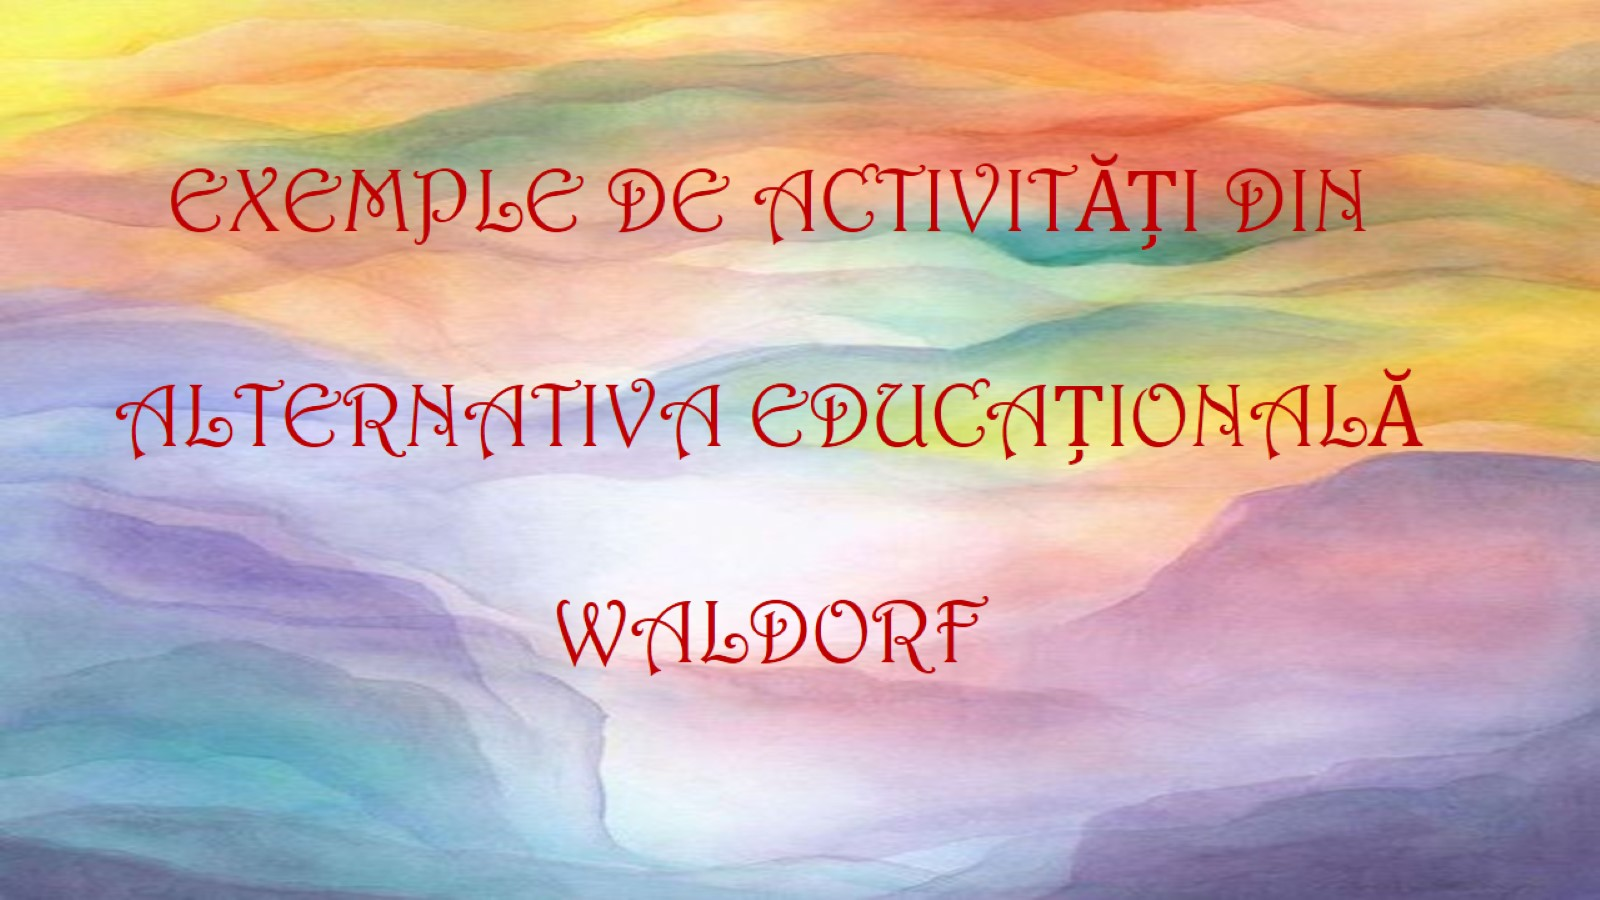 EXEMPLE DE ACTIVITĂȚI DIN
ALTERNATIVA EDUCAȚIONALĂ
WALDORF